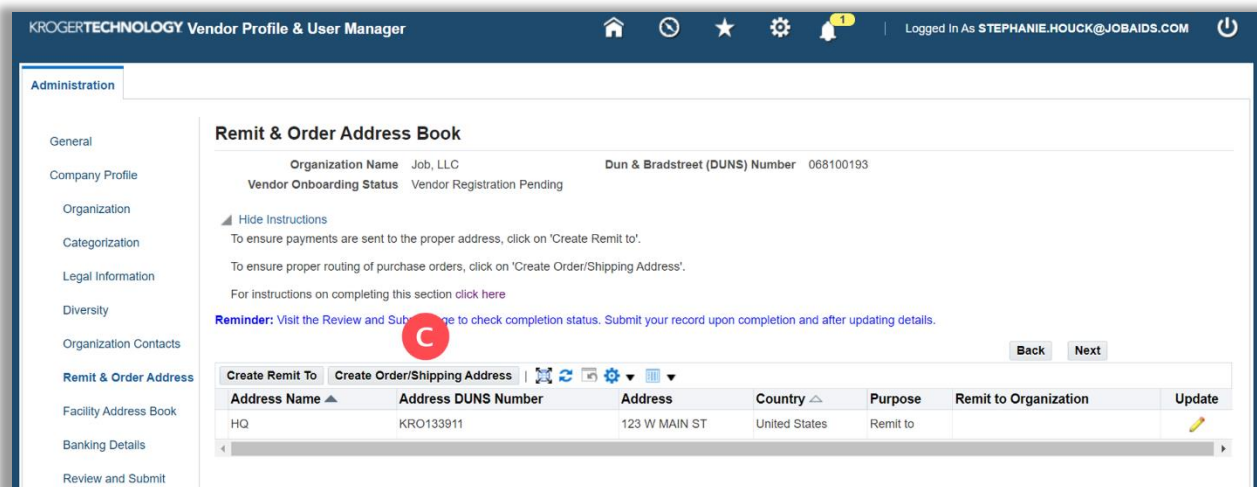 KROGERTECHNOLOGY. Vendor Profile & User Manager
1
Logged In As STEPHANIE.HOUCK@JOBAIDS.COM
Administration
General
Company Profile
Organization
Categorization
Legal Information
Diversity
Organization Contacts
Remit & Order Address
Facility Address Book
Banking Details
Review and Submit
Remit & Order Address Book
Organization Name Job, LLC
Dun & Bradstreet (DUNS) Number 068100193
Vendor Onboarding Status Vendor Registration Pending
Hide Instructions
To ensure payments are sent to the proper address, click on 'Create Remit to'.
To ensure proper routing of purchase orders, click on 'Create Order/Shipping Address'.
For instructions on completing this section click here
Reminder: Visit the Review and Sub ge to check completion status. Submit your record upon completion and after updating details.
C
Back Next
Create Remit To Create Order/Shipping Address
Address Name Address DUNS Number Address Country Purpose Remit to Organization Update
HQ KRO133911 123 W MAIN ST United States Remit to